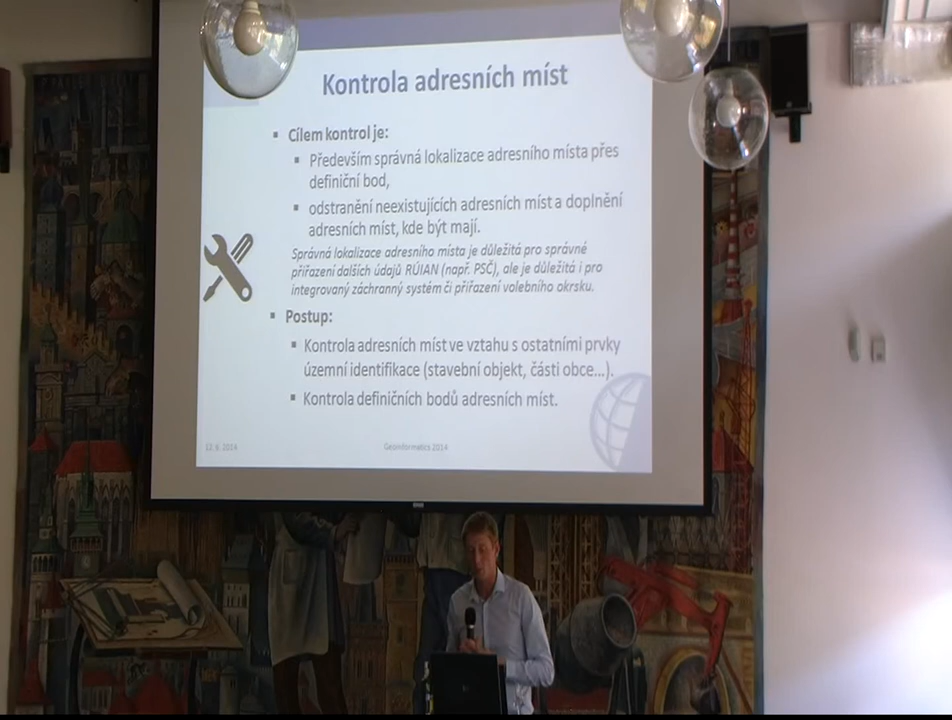 Kontrola adresních míst
▪ Cílem kontrol je:
▪ Především správná lokalizace adresního místa přes
definiční bod,
▪ odstranění neexistujících adresních míst a doplnění
adresních míst, kde být mají.
Správná lokalizace adresního místa je důležitá pro správné
přiřazení dalších údajů RÚIAN (např. PSČ), ale je důležitá i pro
integrovaný záchranný systém či přiřazení volebního okrsku.
▪ Postup:
▪ Kontrola adresních míst ve vztahu s ostatními prvky
územní identifikace (stavební objekt, části obce...).
▪ Kontrola definičních bodů adresních míst.
Geoinformatics 2014